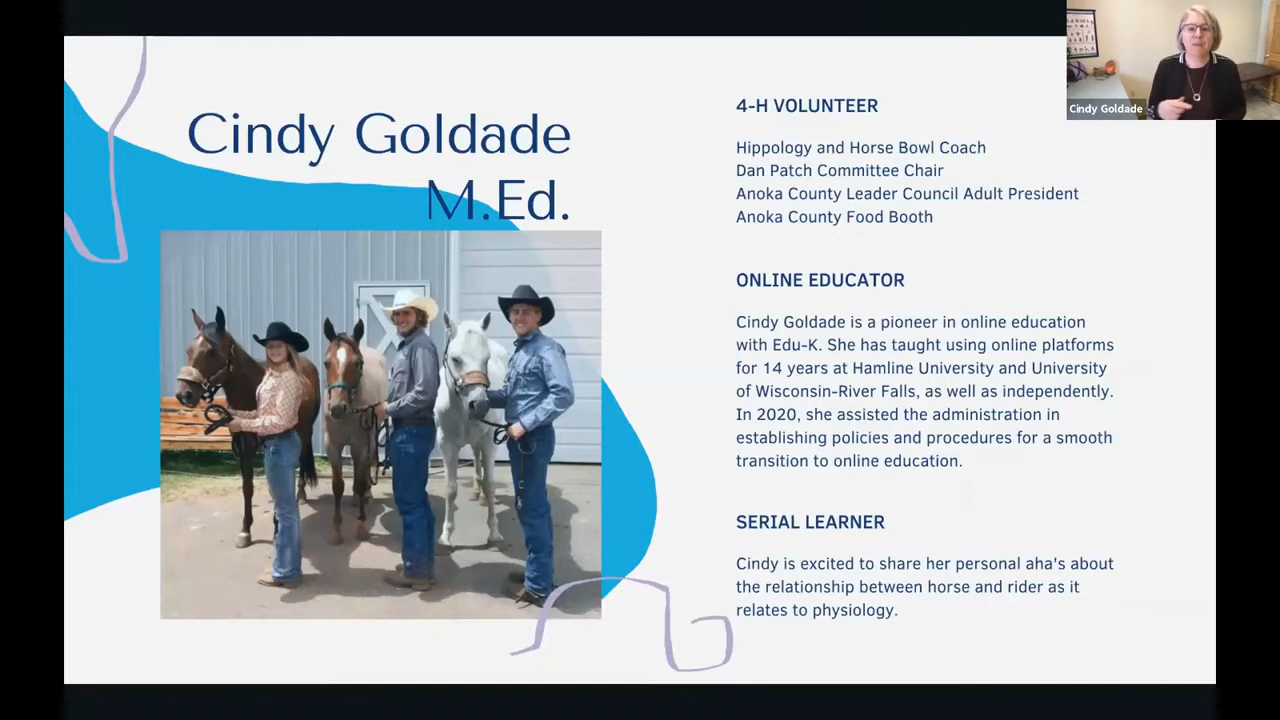 Cindy Goldade
M.Ed.
4-H VOLUNTEER
Hippology and Horse Bowl Coach
Dan Patch Committee Chair
Anoka County Leader Council Adult President
Anoka County Food Booth
ONLINE EDUCATOR
Cindy Goldade is a pioneer in online education
with Edu-K. She has taught using online platforms
for 14 years at Hamline University and University
of Wisconsin-River Falls, as well as independently.
In 2020, she assisted the administration in
establishing policies and procedures for a smooth
transition to online education.
SERIAL LEARNER
Cindy is excited to share her personal aha's about
the relationship between horse and rider as it
relates to physiology.
Cindy Goldade